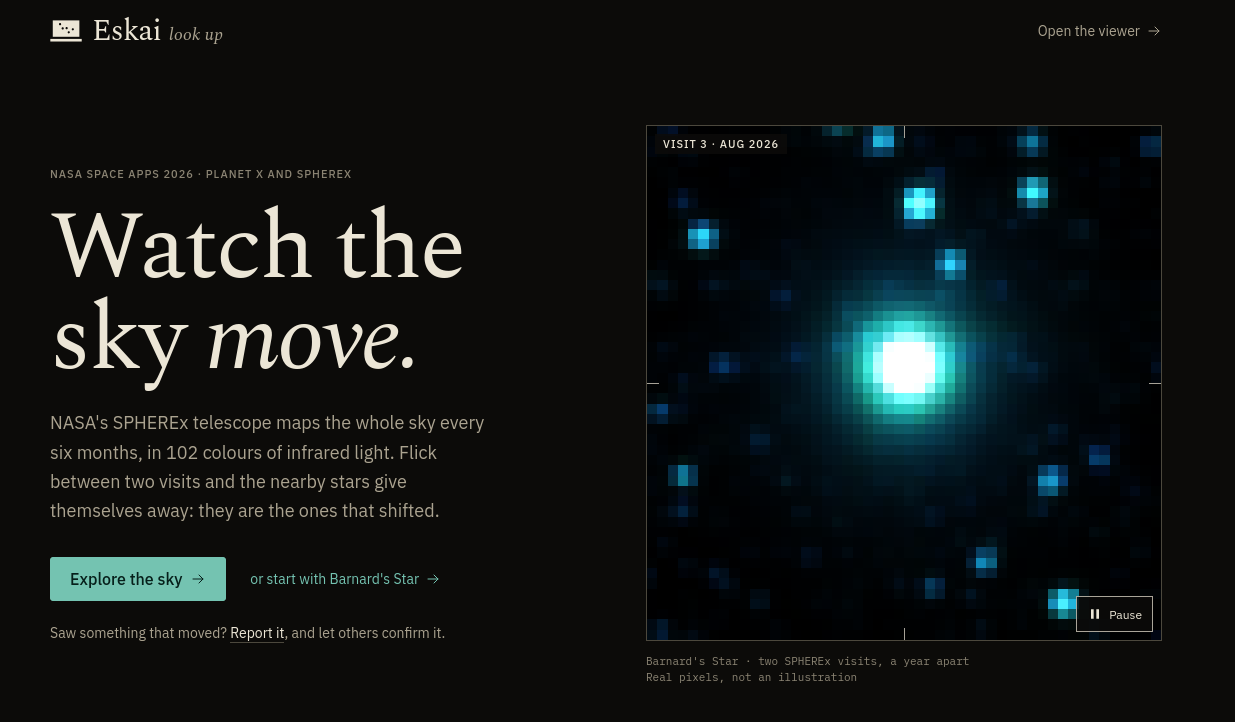 Eskai look up
Open the viewer →
VISIT 3 · AUG 2026
NASA SPACE APPS 2026 · PLANET X AND SPHEREX
Watch the
sky move.
NASA's SPHEREx telescope maps the whole sky every
six months, in 102 colours of infrared light. Flick
between two visits and the nearby stars give
themselves away: they are the ones that shifted.
Explore the sky →
or start with Barnard's Star →
Saw something that moved? Report it, and let others confirm it.
Pause
Barnard's Star · two SPHEREx visits, a year apart
Real pixels, not an illustration